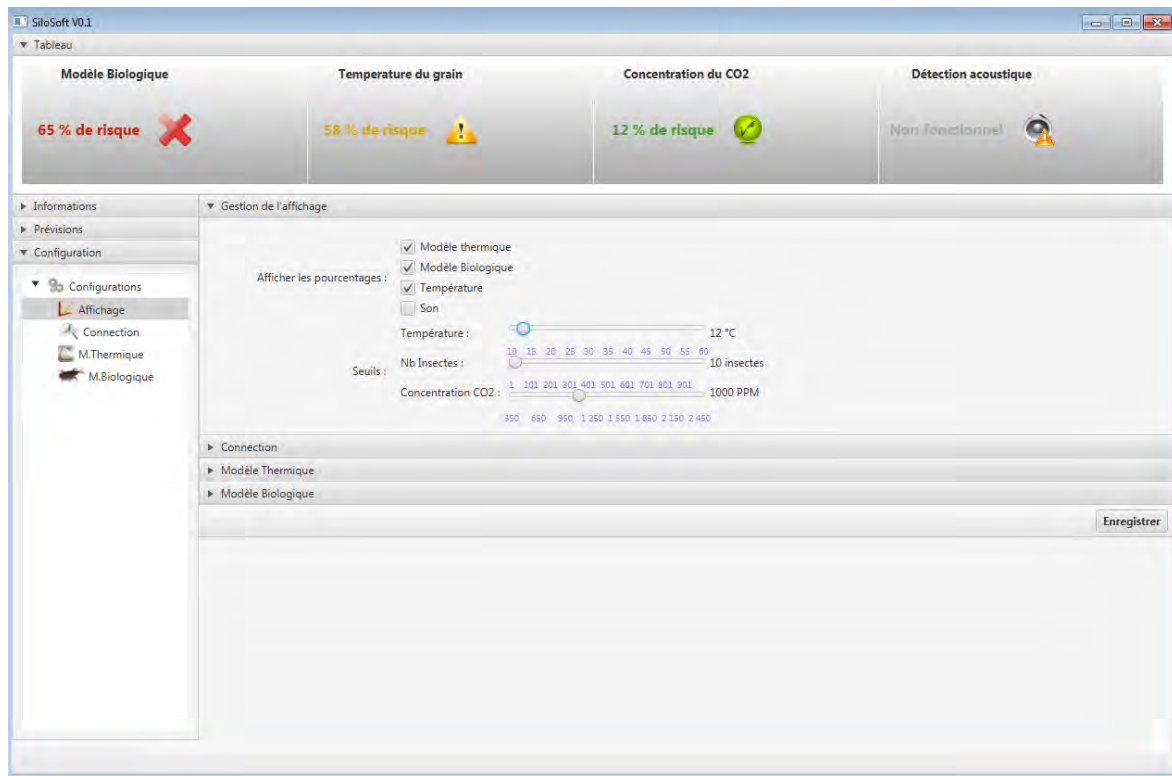 SiloSoft V0.1
Tableau
Modèle Biologique
65 % de risque
Temperature du grain
58 % de risque
Concentration du CO2
12 % de risque
Détection acoustique
Non fonctionnel
Informations
Prévisions
Configuration
Configurations
Affichage
Connection
M.Thermique
M.Biologique
Gestion de l'affichage
Afficher les pourcentages :
Modèle thermique
Modèle Biologique
Température
Son
Seuils :
Température : 12 °C
10 15 20 25 30 35 40 45 50 55 60
Nb Insectes : 10 insectes
1 101 201 301 401 501 601 701 801 901
Concentration CO2 : 1000 PPM
350 650 950 1 250 1 550 1 850 2 150 2 450
Connection
Modèle Thermique
Modèle Biologique
Enregistrer